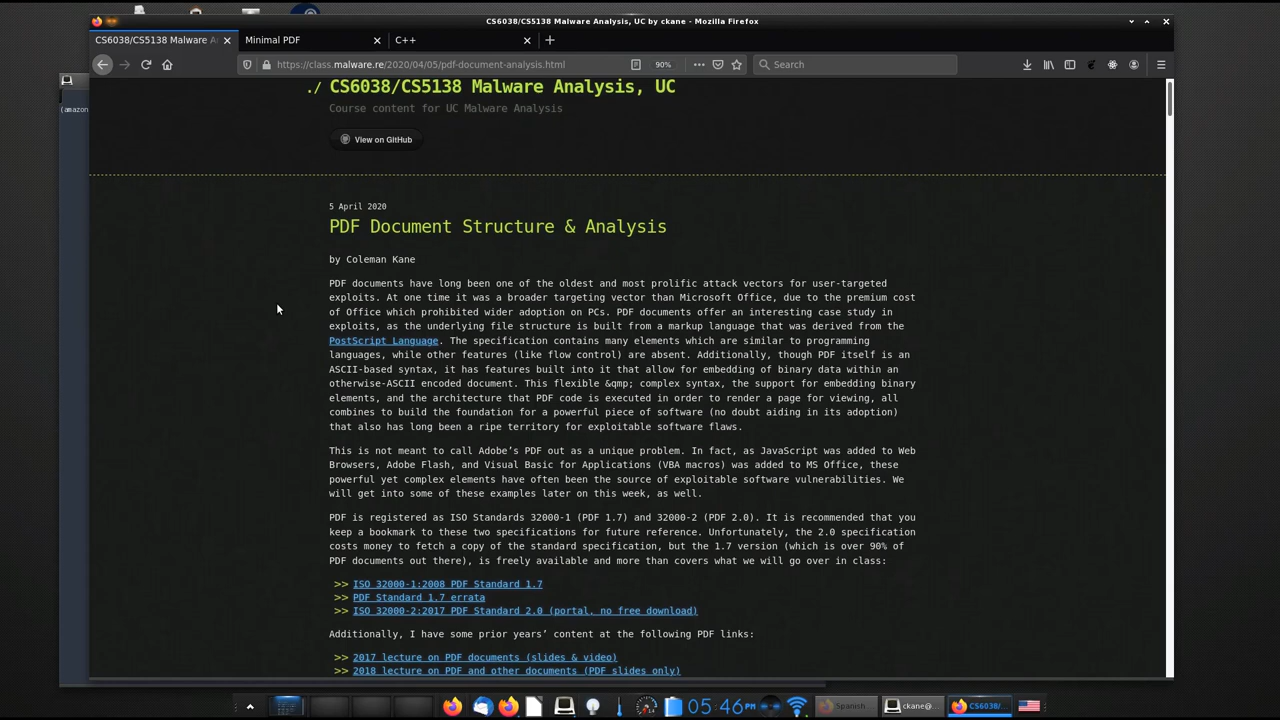 CS6038/CS5138 Malware Analysis, UC by ckane - Mozilla Firefox
CS6038/CS5138 Malware A
Minimal PDF
C++
https://class.malware.re/2020/04/05/pdf-document-analysis.html
90%
Search
(amazon
./ CS6038/CS5138 Malware Analysis, UC
Course content for UC Malware Analysis
View on GitHub
5 April 2020
PDF Document Structure & Analysis
by Coleman Kane
PDF documents have long been one of the oldest and most prolific attack vectors for user-targeted
exploits. At one time it was a broader targeting vector than Microsoft Office, due to the premium cost
of Office which prohibited wider adoption on PCs. PDF documents offer an interesting case study in
exploits, as the underlying file structure is built from a markup language that was derived from the
PostScript Language. The specification contains many elements which are similar to programming
languages, while other features (like flow control) are absent. Additionally, though PDF itself is an
ASCII-based syntax, it has features built into it that allow for embedding of binary data within an
otherwise-ASCII encoded document. This flexible &qmp; complex syntax, the support for embedding binary
elements, and the architecture that PDF code is executed in order to render a page for viewing, all
combines to build the foundation for a powerful piece of software (no doubt aiding in its adoption)
that also has long been a ripe territory for exploitable software flaws.
This is not meant to call Adobe's PDF out as a unique problem. In fact, as JavaScript was added to Web
Browsers, Adobe Flash, and Visual Basic for Applications (VBA macros) was added to MS Office, these
powerful yet complex elements have often been the source of exploitable software vulnerabilities. We
will get into some of these examples later on this week, as well.
PDF is registered as ISO Standards 32000-1 (PDF 1.7) and 32000-2 (PDF 2.0). It is recommended that you
keep a bookmark to these two specifications for future reference. Unfortunately, the 2.0 specification
costs money to fetch a copy of the standard specification, but the 1.7 version (which is over 90% of
PDF documents out there), is freely available and more than covers what we will go over in class:
>> ISO 32000-1:2008 PDF Standard 1.7
>> PDF Standard 1.7 errata
>> ISO 32000-2:2017 PDF Standard 2.0 (portal, no free download)
Additionally, I have some prior years' content at the following PDF links:
>> 2017 lecture on PDF documents (slides & video)
>> 2018 lecture on PDF and other documents (PDF slides only)
05:46 PM
Spanish
ckane@...
CS6038/...